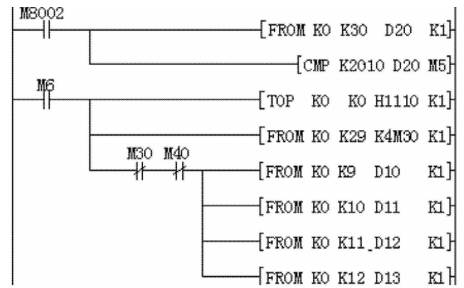 M8002
[FROM K0 K30 D20 K1]
[CMP K2010 D20 M5]
M6
[TOP K0 K0 H1110 K1]
[FROM K0 K29 K4M30 K1]
M30 M40
[FROM K0 K9 D10 K1]
[FROM K0 K10 D11 K1]
[FROM K0 K11 D12 K1]
[FROM K0 K12 D13 K1]